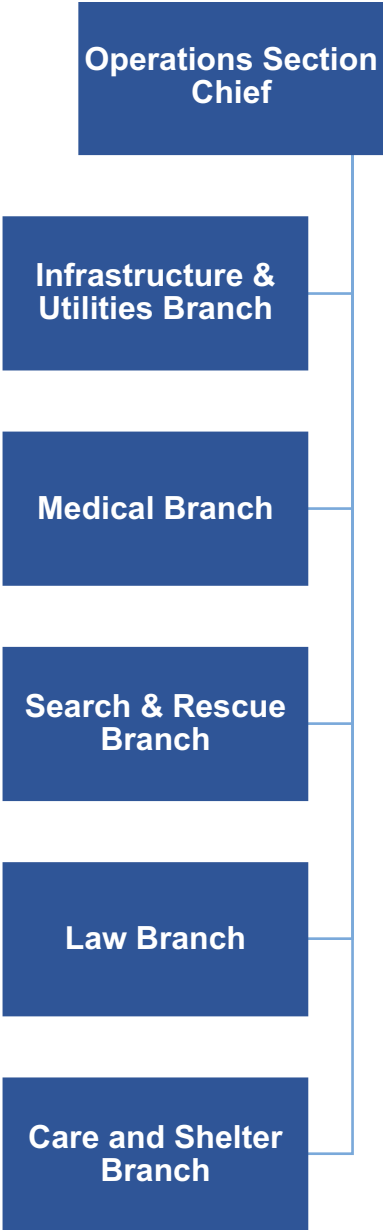 Operations Section
Chief
Infrastructure &
Utilities Branch
Medical Branch
Search & Rescue
Branch
Law Branch
Care and Shelter
Branch